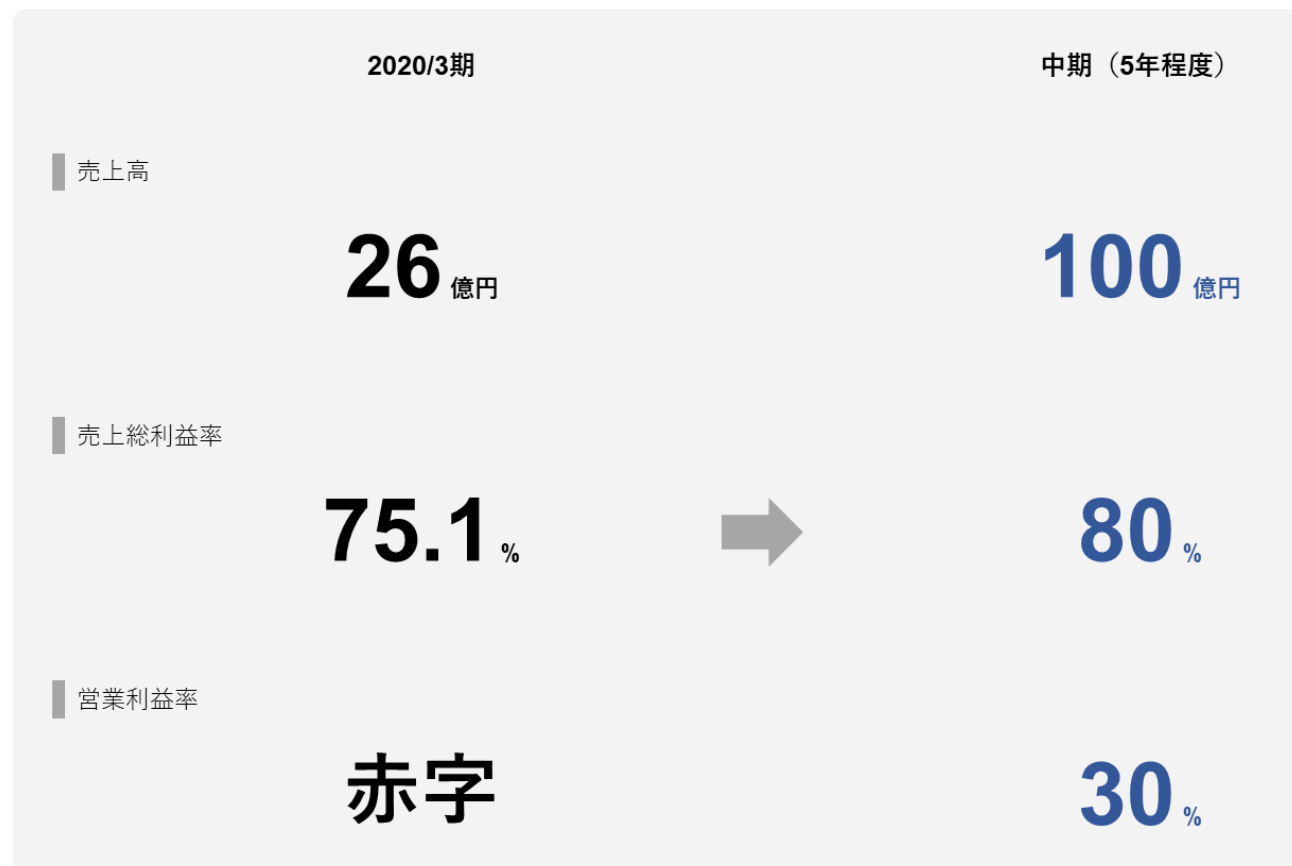 2020/3期
中期（5年程度）
売上高
26億円
100億円
売上総利益率
75.1%
80%
営業利益率
赤字
30%